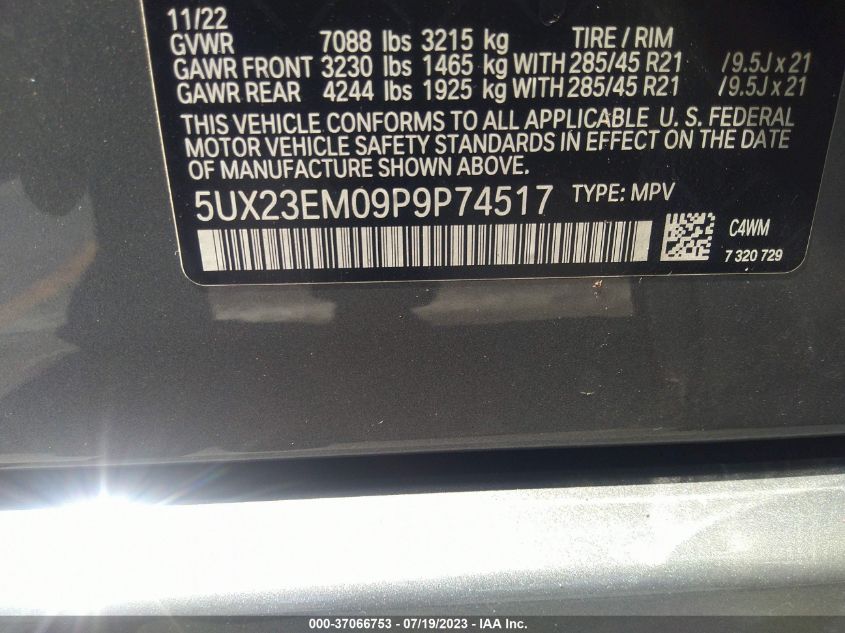 11/22
GVWR 7088 lbs 3215 kg TIRE / RIM
GAWR FRONT 3230 lbs 1465 kg WITH 285/45 R21 /9.5J x 21
GAWR REAR 4244 lbs 1925 kg WITH 285/45 R21 /9.5J x 21
THIS VEHICLE CONFORMS TO ALL APPLICABLE U. S. FEDERAL
MOTOR VEHICLE SAFETY STANDARDS IN EFFECT ON THE DATE
OF MANUFACTURE SHOWN ABOVE.
5UX23EM09P9P74517 TYPE: MPV
C4WM
7 320 729
000-37066753 / 07/19/2023 - IAA Inc.